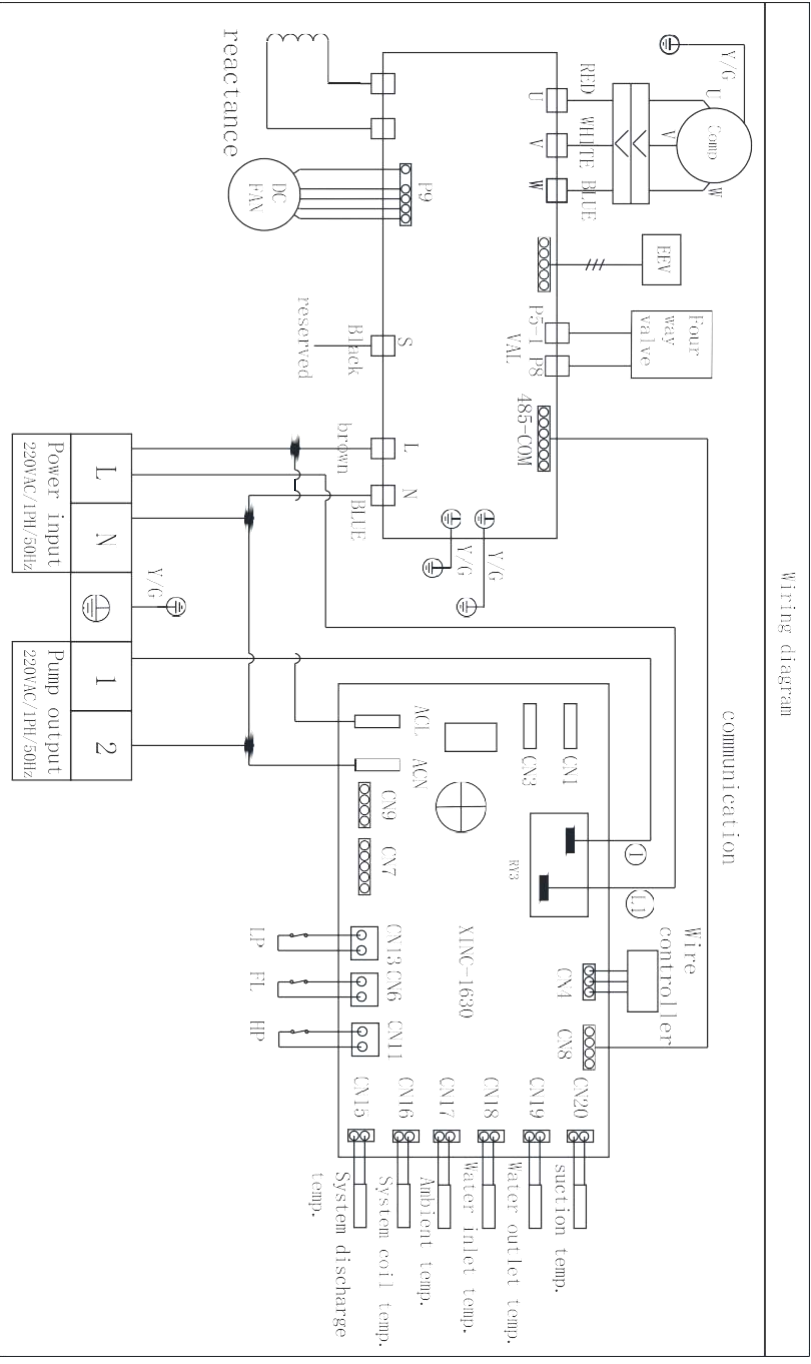 Wiring diagram
Y/G
Comp
U
V
W
RED
WHITE
BLUE
U
V
W
EEV
Four
way
valve
P5-1
P8
VAL
485-COM
communication
reactance
DC
FAN
P9
S
Black
reserved
L
brown
N
BLUE
Y/G
Y/G
Y/G
L
N
1
2
Power input
220VAC/1PH/50Hz
Pump output
220VAC/1PH/50Hz
CN1
CN3
ACL
ACN
RY3
1
L1
Wire
controller
CN4
CN8
XINC-1630
CN9
CN7
CN13
CN6
CN11
LP
FL
HP
CN20
CN19
CN18
CN17
CN16
CN15
suction temp.
Water outlet temp.
Water inlet temp.
Ambient temp.
System coil temp.
System discharge
temp.